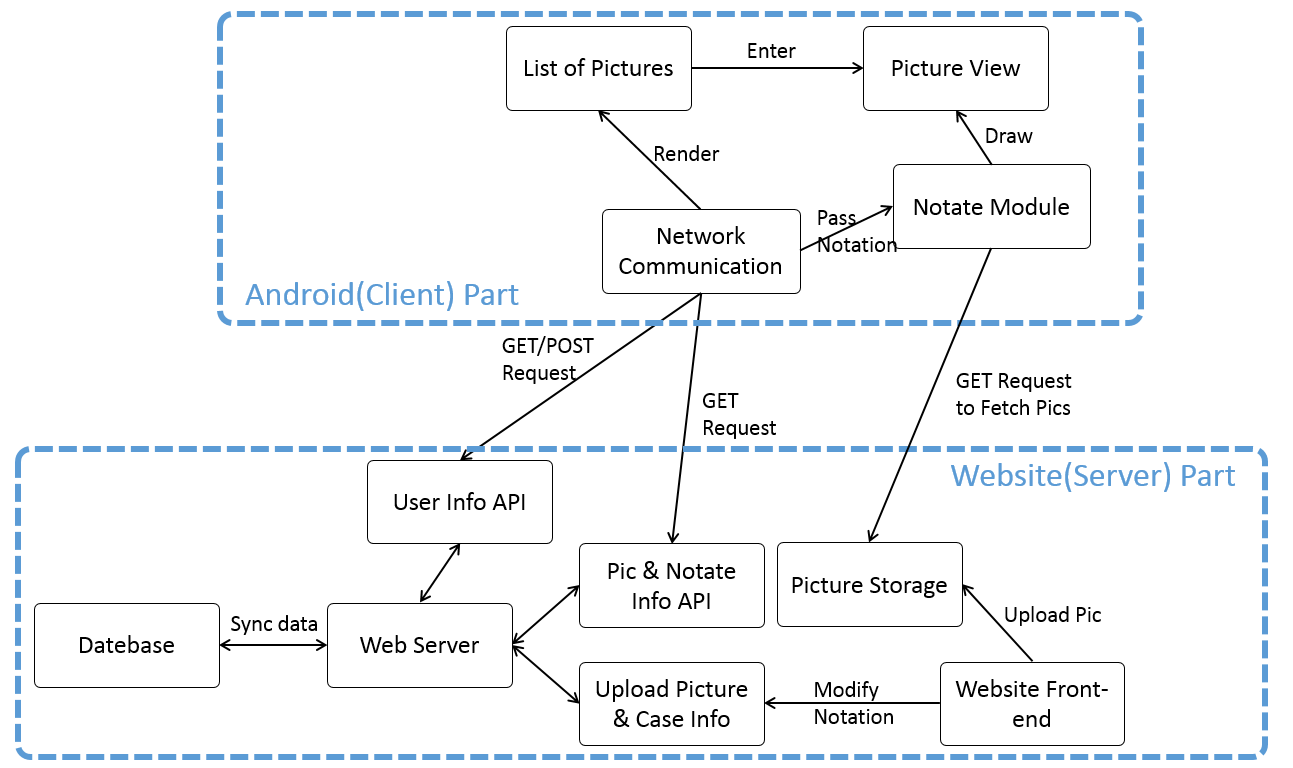 Enter
List of Pictures
Picture View
Draw
Render
Notate Module
Pass
Notation
Network
Communication
Android(Client) Part
GET/POST
Request
GET
Request
GET Request
to Fetch Pics
Website(Server) Part
User Info API
Pic & Notate
Info API
Picture Storage
Upload Pic
Sync data
Datebase
Web Server
Upload Picture
& Case Info
Modify
Notation
Website Front-
end